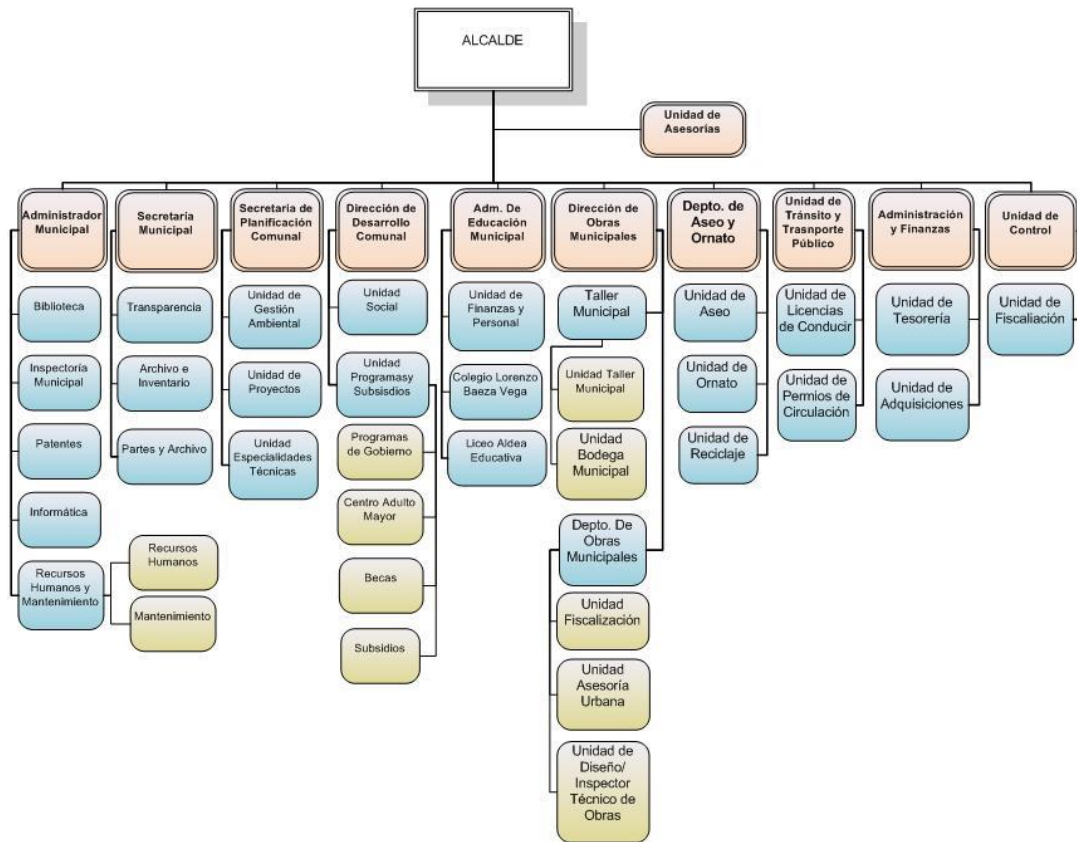 ALCALDE
Unidad de
Asesorías
Administrador
Municipal
Secretaría
Municipal
Secretaria de
Planificación
Comunal
Dirección de
Desarrollo
Comunal
Adm. De
Educación
Municipal
Dirección de
Obras
Municipales
Depto. de
Aseo y
Ornato
Unidad de
Tránsito y
Trasnporte
Público
Administración
y Finanzas
Unidad de
Control
Biblioteca
Inspectoría
Municipal
Patentes
Informática
Recursos
Humanos y
Mantenimiento
Recursos
Humanos
Mantenimiento
Transparencia
Archivo e
Inventario
Partes y Archivo
Unidad de
Gestión
Ambiental
Unidad de
Proyectos
Unidad
Especialidades
Técnicas
Unidad
Social
Unidad
Programasy
Subsisdios
Programas
de Gobierno
Centro Adulto
Mayor
Becas
Subsidios
Unidad de
Finanzas y
Personal
Colegio Lorenzo
Baeza Vega
Liceo Aldea
Educativa
Taller
Municipal
Unidad Taller
Municipal
Unidad
Bodega
Municipal
Depto. De
Obras
Municipales
Unidad
Fiscalización
Unidad
Asesoría
Urbana
Unidad de
Diseño/
Inspector
Técnico de
Obras
Unidad de
Aseo
Unidad de
Ornato
Unidad de
Reciclaje
Unidad de
Licencias
de Conducir
Unidad de
Permios de
Circulación
Unidad de
Tesorería
Unidad de
Adquisiciones
Unidad de
Fiscaliación